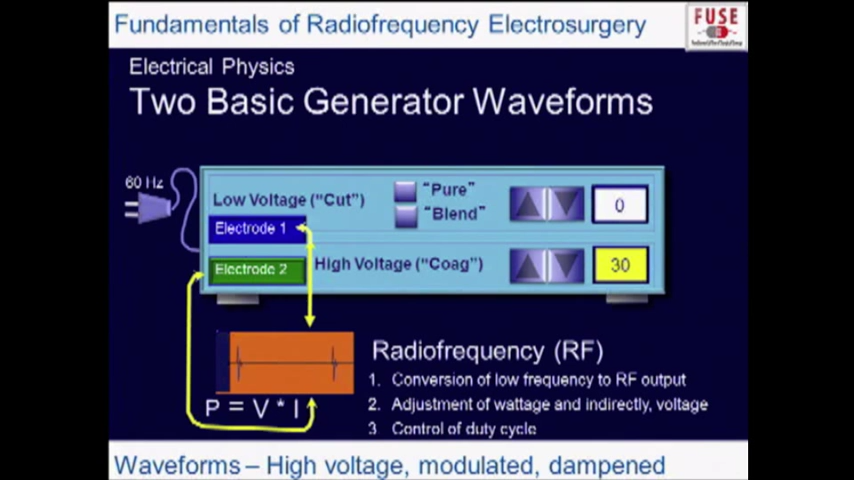 Fundamentals of Radiofrequency Electrosurgery
FUSE
Electrical Physics
Two Basic Generator Waveforms
60 Hz
Low Voltage ("Cut")
"Pure"
"Blend"
0
Electrode 1
Electrode 2
High Voltage ("Coag")
30
Radiofrequency (RF)
1. Conversion of low frequency to RF output
2. Adjustment of wattage and indirectly, voltage
3 Control of duty cycle
P = V * I
Waveforms – High voltage, modulated, dampened